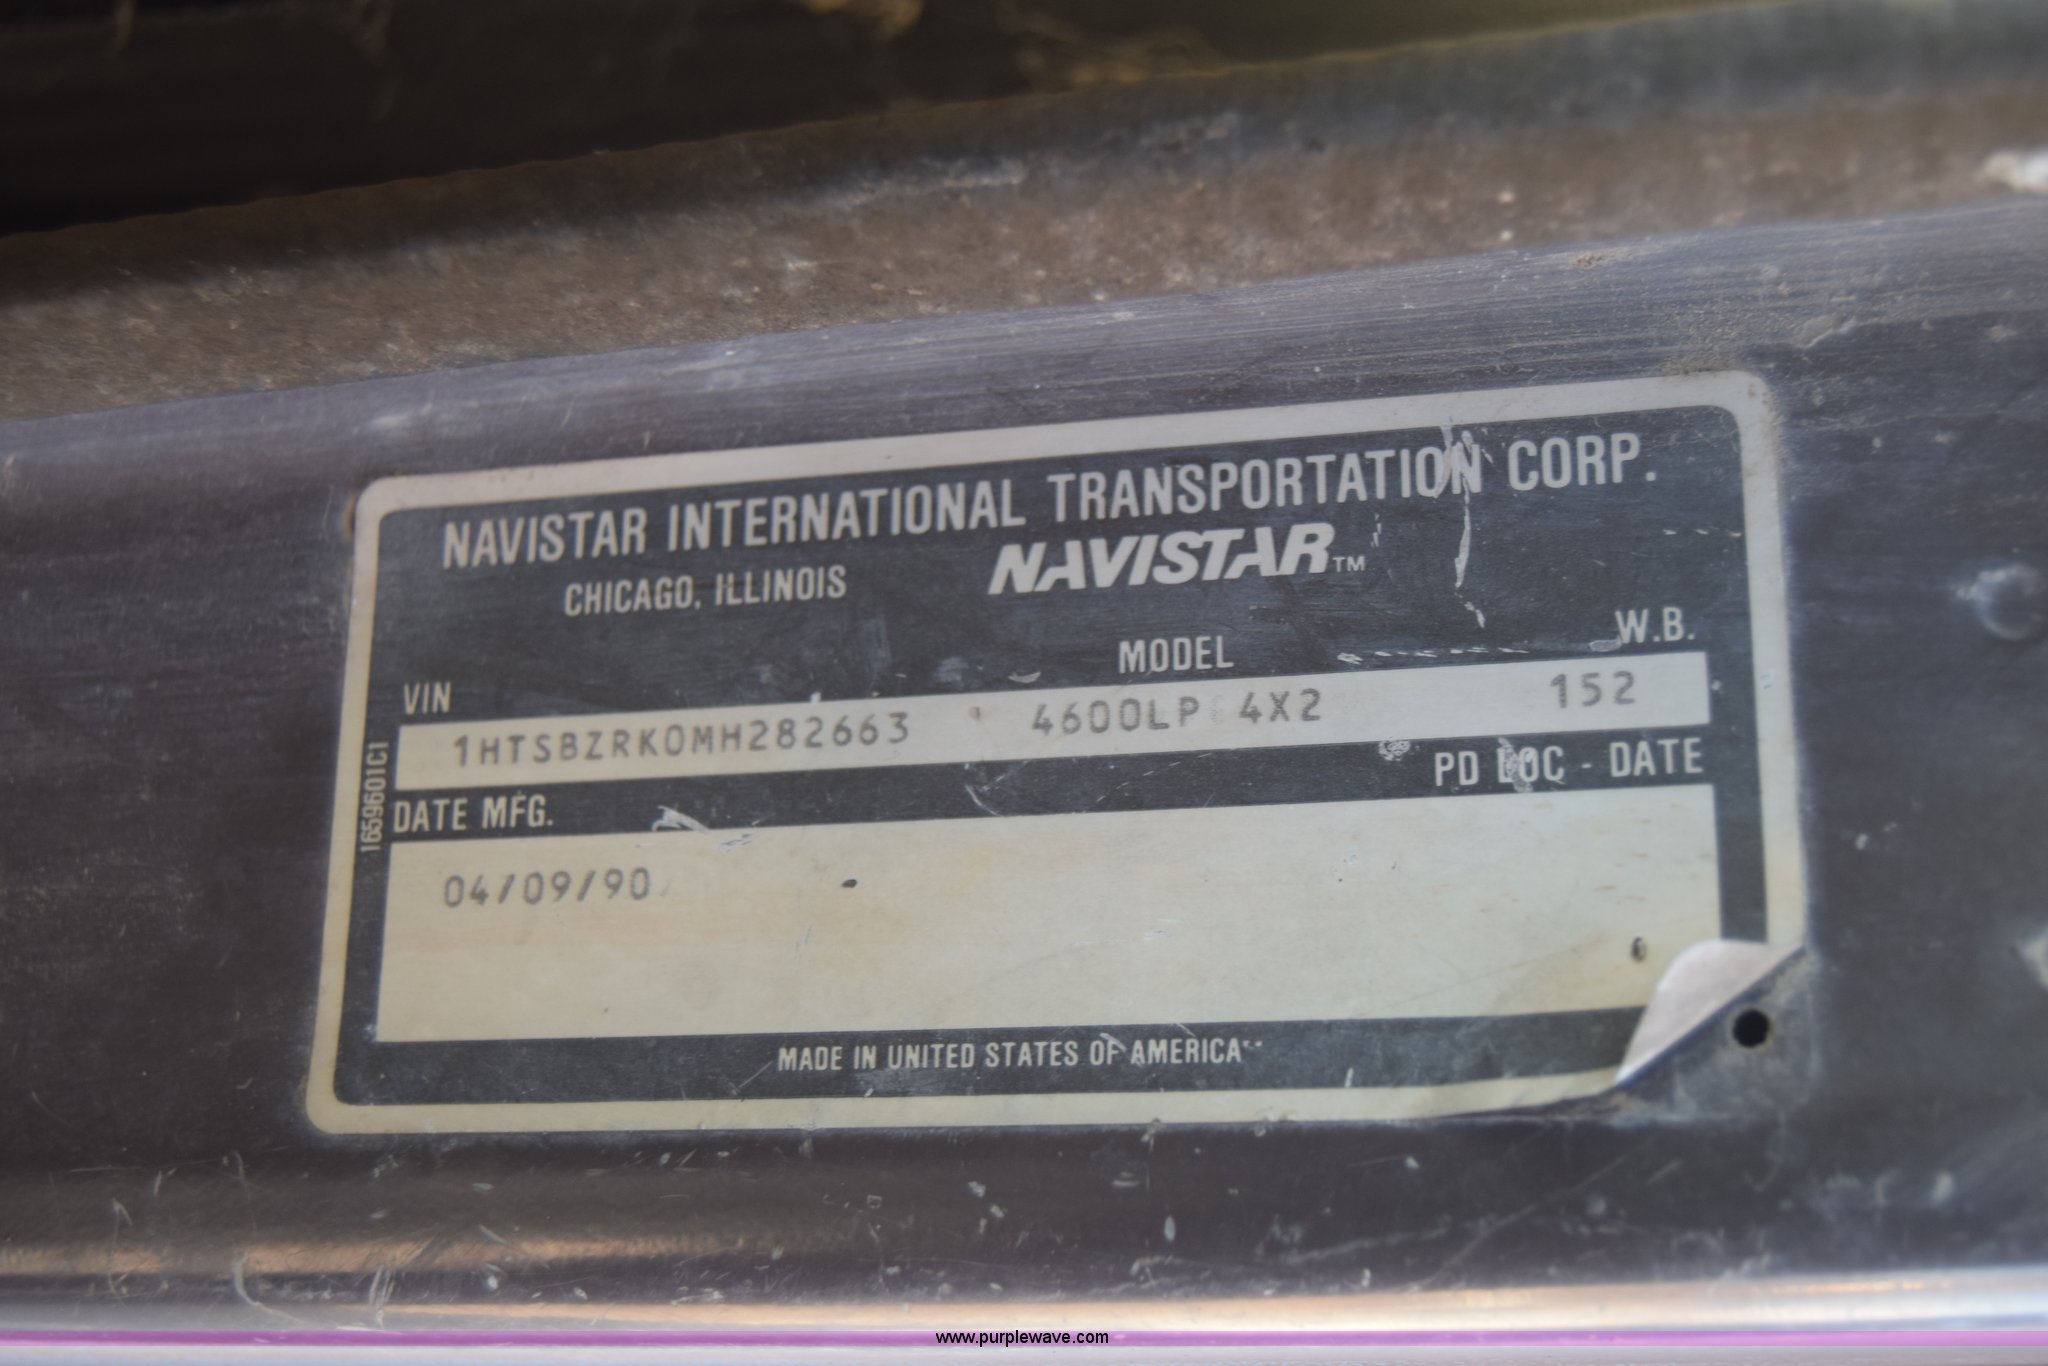 NAVISTAR INTERNATIONAL TRANSPORTATION CORP.
CHICAGO, ILLINOIS NAVISTAR™
VIN MODEL W.B.
1HTSBZRK0MH282663 4600LP 4X2 152
DATE MFG. PD LOC - DATE
04/09/90
MADE IN UNITED STATES OF AMERICA
1659601C1
www.purplewave.com